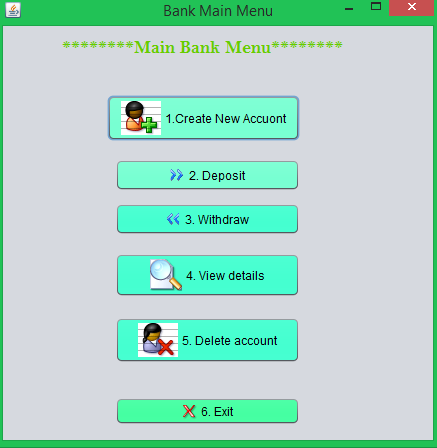 Bank Main Menu
********Main Bank Menu********
1.Create New Accuont
2. Deposit
3. Withdraw
4. View details
5. Delete account
6. Exit